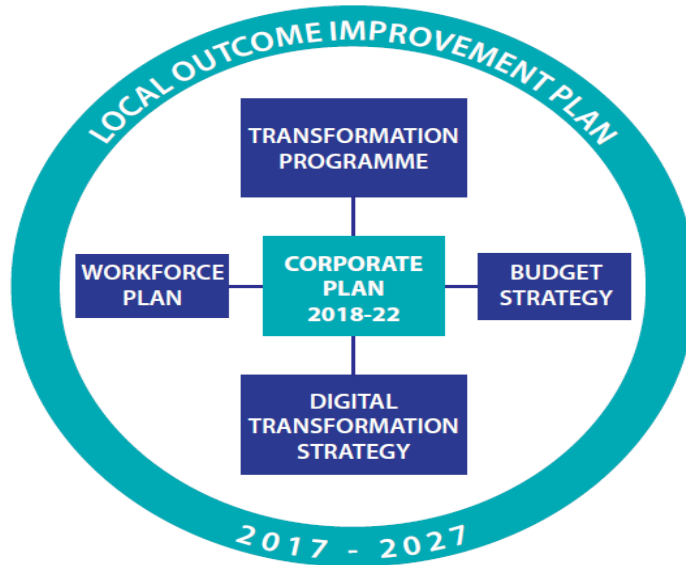 LOCAL OUTCOME IMPROVEMENT PLAN
TRANSFORMATION
PROGRAMME
WORKFORCE
PLAN
CORPORATE
PLAN
2018-22
BUDGET
STRATEGY
DIGITAL
TRANSFORMATION
STRATEGY
2017 - 2027